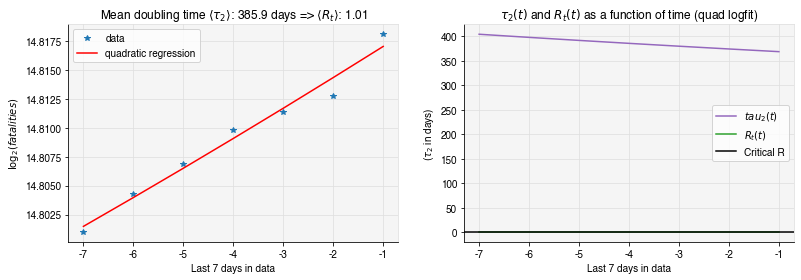 Mean doubling time ⟨τ₂⟩: 385.9 days => ⟨Rₜ⟩: 1.01
data
quadratic regression
log₂(fatalities)
14.8175
14.8150
14.8125
14.8100
14.8075
14.8050
14.8025
-7 -6 -5 -4 -3 -2 -1
Last 7 days in data
τ₂(t) and Rₜ(t) as a function of time (quad logfit)
(τ₂ in days)
400
350
300
250
200
150
100
50
0
tau₂(t)
Rₜ(t)
Critical R
-7 -6 -5 -4 -3 -2 -1
Last 7 days in data